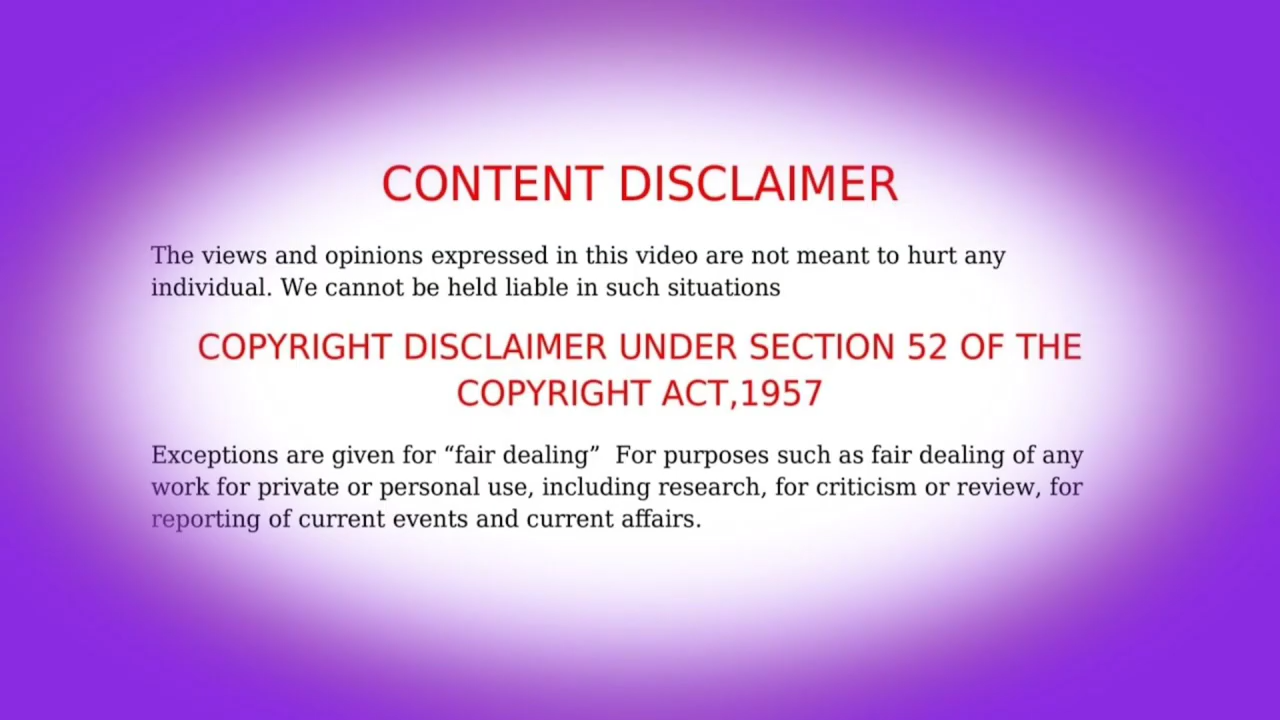 CONTENT DISCLAIMER
The views and opinions expressed in this video are not meant to hurt any
individual. We cannot be held liable in such situations
COPYRIGHT DISCLAIMER UNDER SECTION 52 OF THE
COPYRIGHT ACT,1957
Exceptions are given for “fair dealing”  For purposes such as fair dealing of any
work for private or personal use, including research, for criticism or review, for
reporting of current events and current affairs.